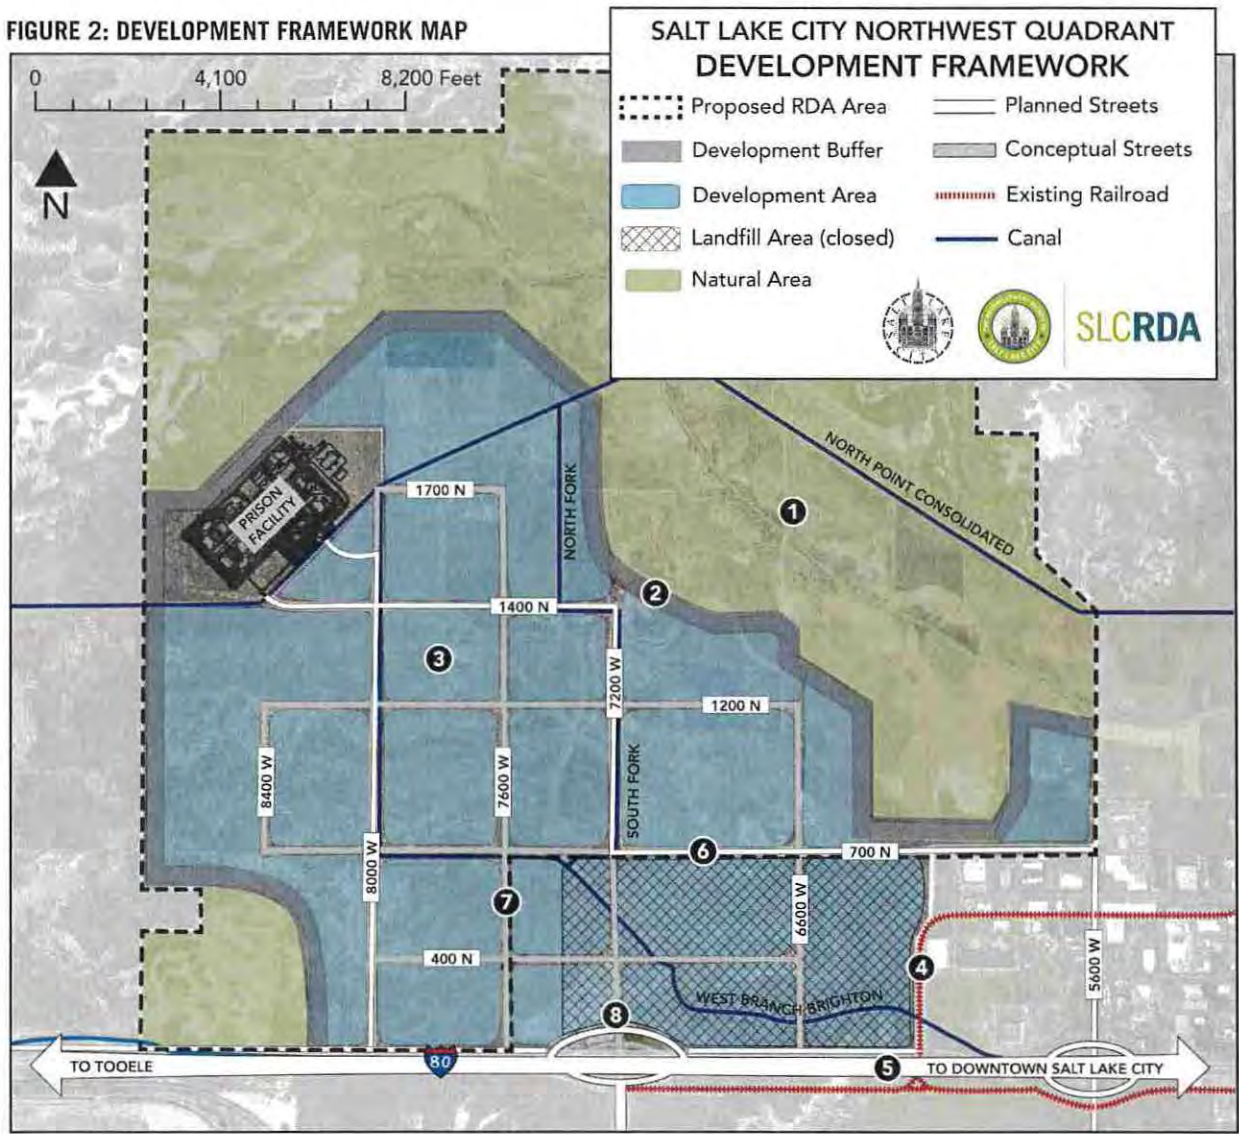 FIGURE 2: DEVELOPMENT FRAMEWORK MAP
SALT LAKE CITY NORTHWEST QUADRANT
DEVELOPMENT FRAMEWORK
Proposed RDA Area
Planned Streets
Development Buffer
Conceptual Streets
Development Area
Existing Railroad
Landfill Area (closed)
Canal
Natural Area
SALT LAKE CITY
SLCRDA
0 4,100 8,200 Feet
N
NORTH POINT CONSOLIDATED
PRISON
FACILITY
1700 N
NORTH FORK
1
2
1400 N
3
7200 W
1200 N
8400 W
7600 W
SOUTH FORK
8000 W
6
700 N
7
6600 W
400 N
4
5600 W
WEST BRANCH BRIGHTON
8
TO TOOELE
80
5
TO DOWNTOWN SALT LAKE CITY